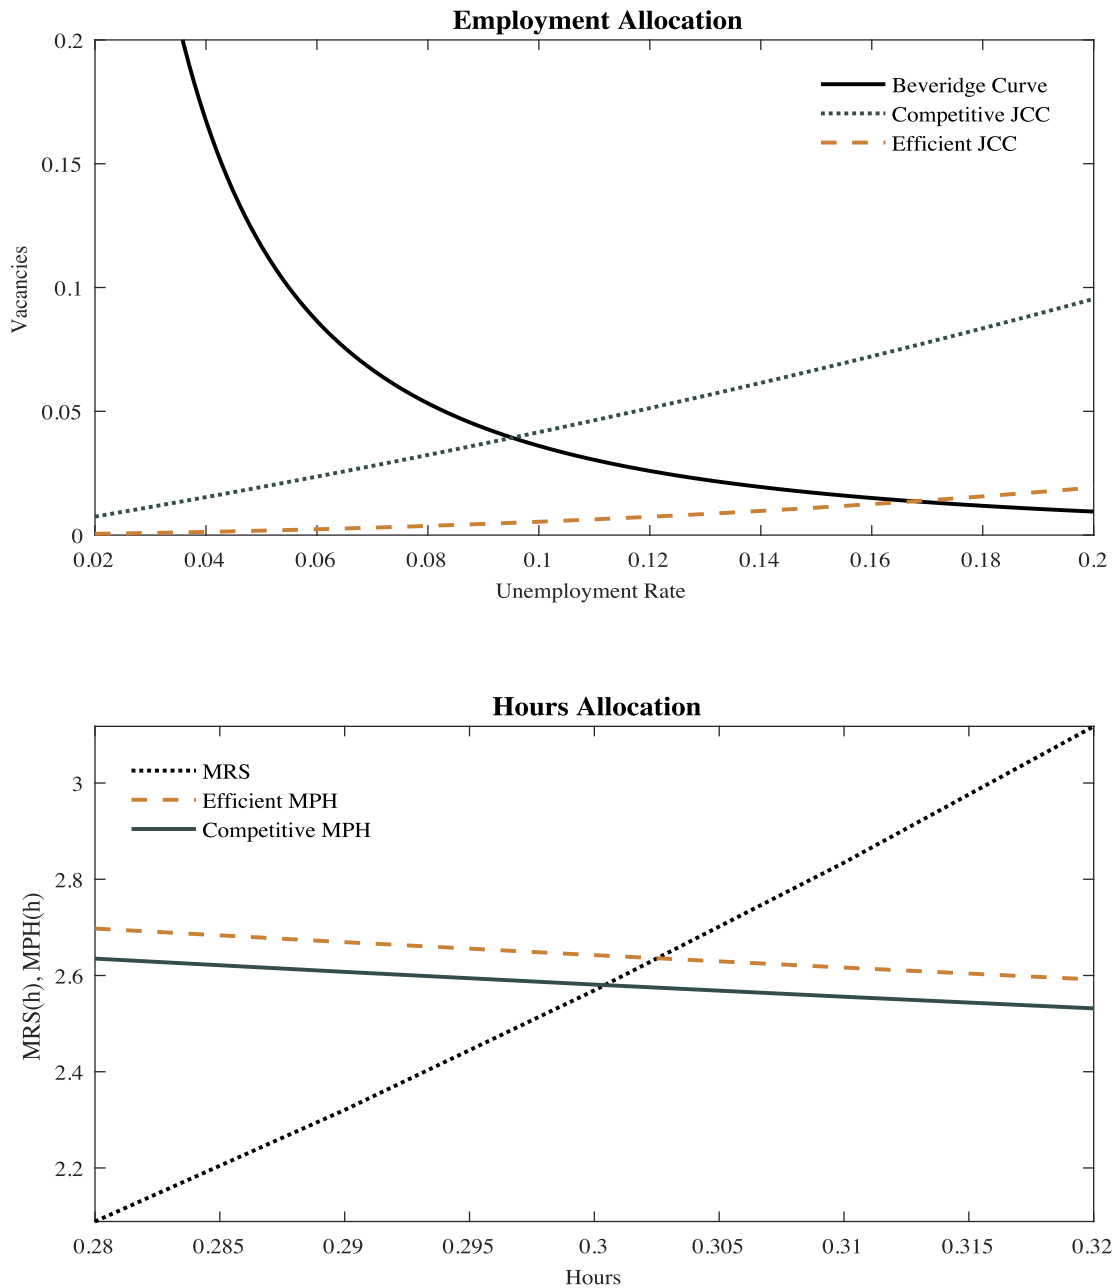 Employment Allocation
0.2
0.15
0.1
0.05
0
Vacancies
Beveridge Curve
Competitive JCC
Efficient JCC
0.02 0.04 0.06 0.08 0.1 0.12 0.14 0.16 0.18 0.2
Unemployment Rate
Hours Allocation
3
2.8
2.6
2.4
2.2
MRS(h), MPH(h)
MRS
Efficient MPH
Competitive MPH
0.28 0.285 0.29 0.295 0.3 0.305 0.31 0.315 0.32
Hours